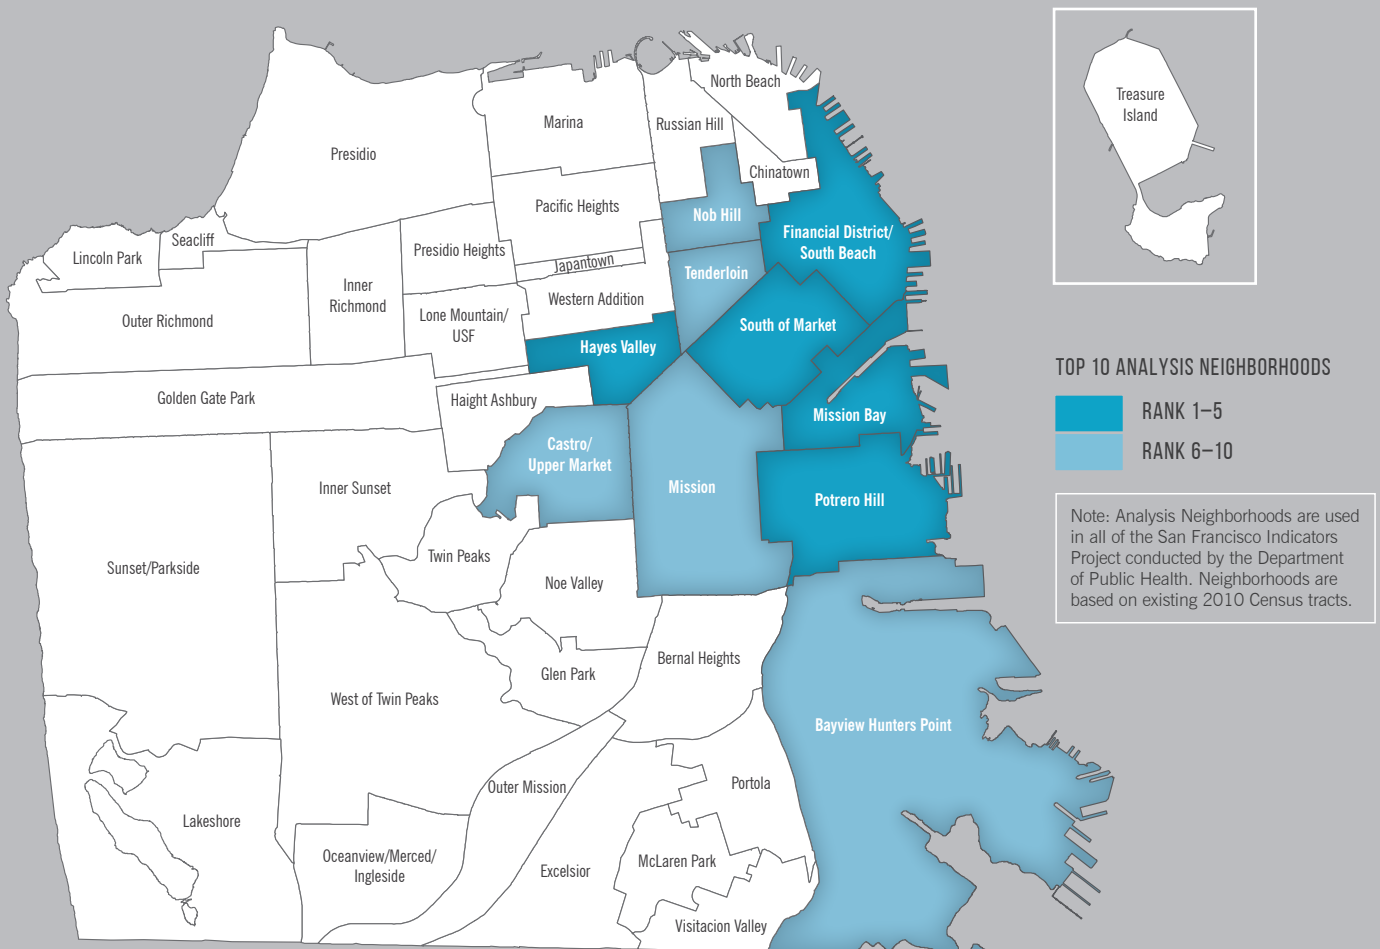 North Beach
Treasure
Island
Marina
Russian Hill
Presidio
Chinatown
Pacific Heights
Nob Hill
Financial District/
South Beach
Seacliff
Lincoln Park
Presidio Heights
Japantown
Tenderloin
Inner
Richmond
Western Addition
Outer Richmond
Lone Mountain/
USF
South of Market
Hayes Valley
TOP 10 ANALYSIS NEIGHBORHOODS
RANK 1–5
RANK 6–10
Golden Gate Park
Haight Ashbury
Mission Bay
Castro/
Upper Market
Inner Sunset
Mission
Potrero Hill
Note: Analysis Neighborhoods are used
in all of the San Francisco Indicators
Project conducted by the Department
of Public Health. Neighborhoods are
based on existing 2010 Census tracts.
Sunset/Parkside
Twin Peaks
Noe Valley
Bernal Heights
Glen Park
West of Twin Peaks
Bayview Hunters Point
Outer Mission
Portola
Lakeshore
Oceanview/Merced/
Ingleside
Excelsior
McLaren Park
Visitacion Valley